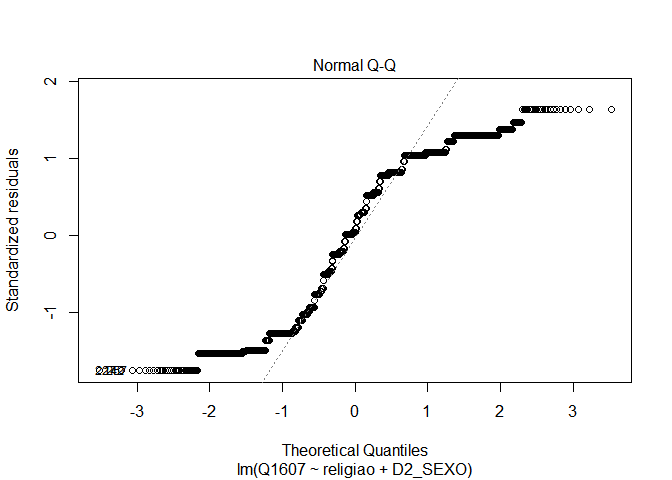 Normal Q-Q
Standardized residuals
2
1
0
-1
-3
-2
-1
0
1
2
3
Theoretical Quantiles
lm(Q1607 ~ religiao + D2_SEXO)